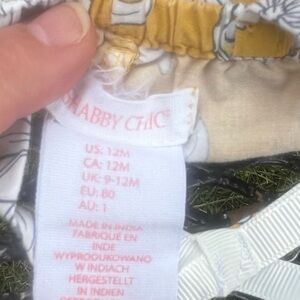 SHABBY CHIC®
US: 12M
CA: 12M
UK: 9-12M
EU: 80
AU: 1
MADE IN INDIA
FABRIQUE EN
INDE
WYPRODUKOWANO
W INDIACH
HERGESTELLT
IN INDIEN